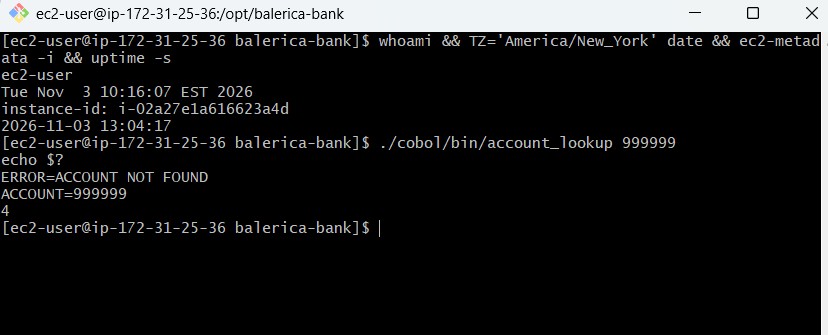 ec2-user@ip-172-31-25-36:/opt/balerica-bank
[ec2-user@ip-172-31-25-36 balerica-bank]$ whoami && TZ='America/New_York' date && ec2-metad
ata -i && uptime -s
ec2-user
Tue Nov  3 10:16:07 EST 2026
instance-id: i-02a27e1a616623a4d
2026-11-03 13:04:17
[ec2-user@ip-172-31-25-36 balerica-bank]$ ./cobol/bin/account_lookup 999999
echo $?
ERROR=ACCOUNT NOT FOUND
ACCOUNT=999999
4
[ec2-user@ip-172-31-25-36 balerica-bank]$